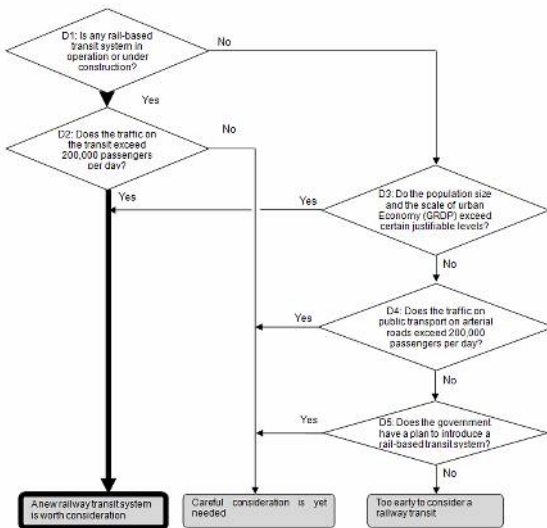 D1: Is any rail-based
transit system in
operation or under
construction?
No
Yes
D2: Does the traffic on
the transit exceed
200,000 passengers
per day?
No
Yes
D3: Do the population size
and the scale of urban
Economy (GRDP) exceed
certain justifiable levels?
Yes
No
D4: Does the traffic on
public transport on arterial
roads exceed 200,000
passengers per day?
Yes
No
D5: Does the government
have a plan to introduce a
rail-based transit system?
Yes
No
A new railway transit system
is worth consideration
Careful consideration is yet
needed
Too early to consider a
railway transit